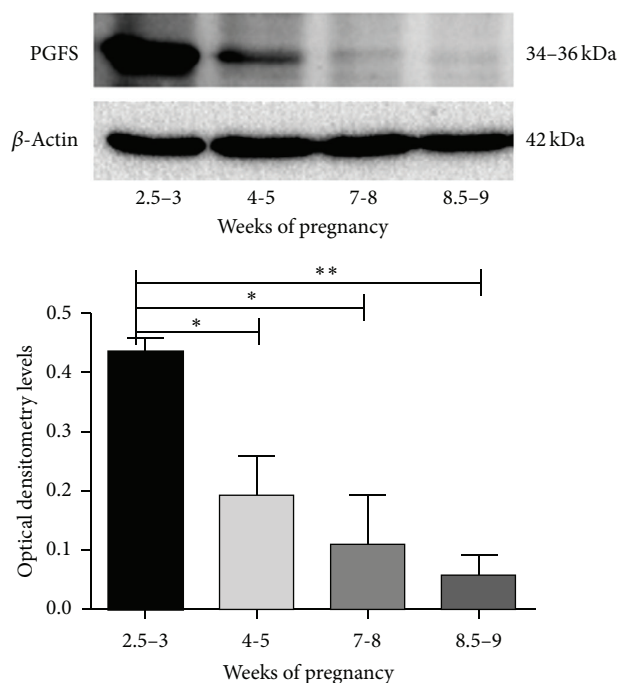 PGFS 34–36 kDa
β-Actin 42 kDa
2.5–3 4-5 7-8 8.5–9
Weeks of pregnancy
**
*
*
Optical densitometry levels
0.5
0.4
0.3
0.2
0.1
0.0
2.5–3 4-5 7-8 8.5–9
Weeks of pregnancy